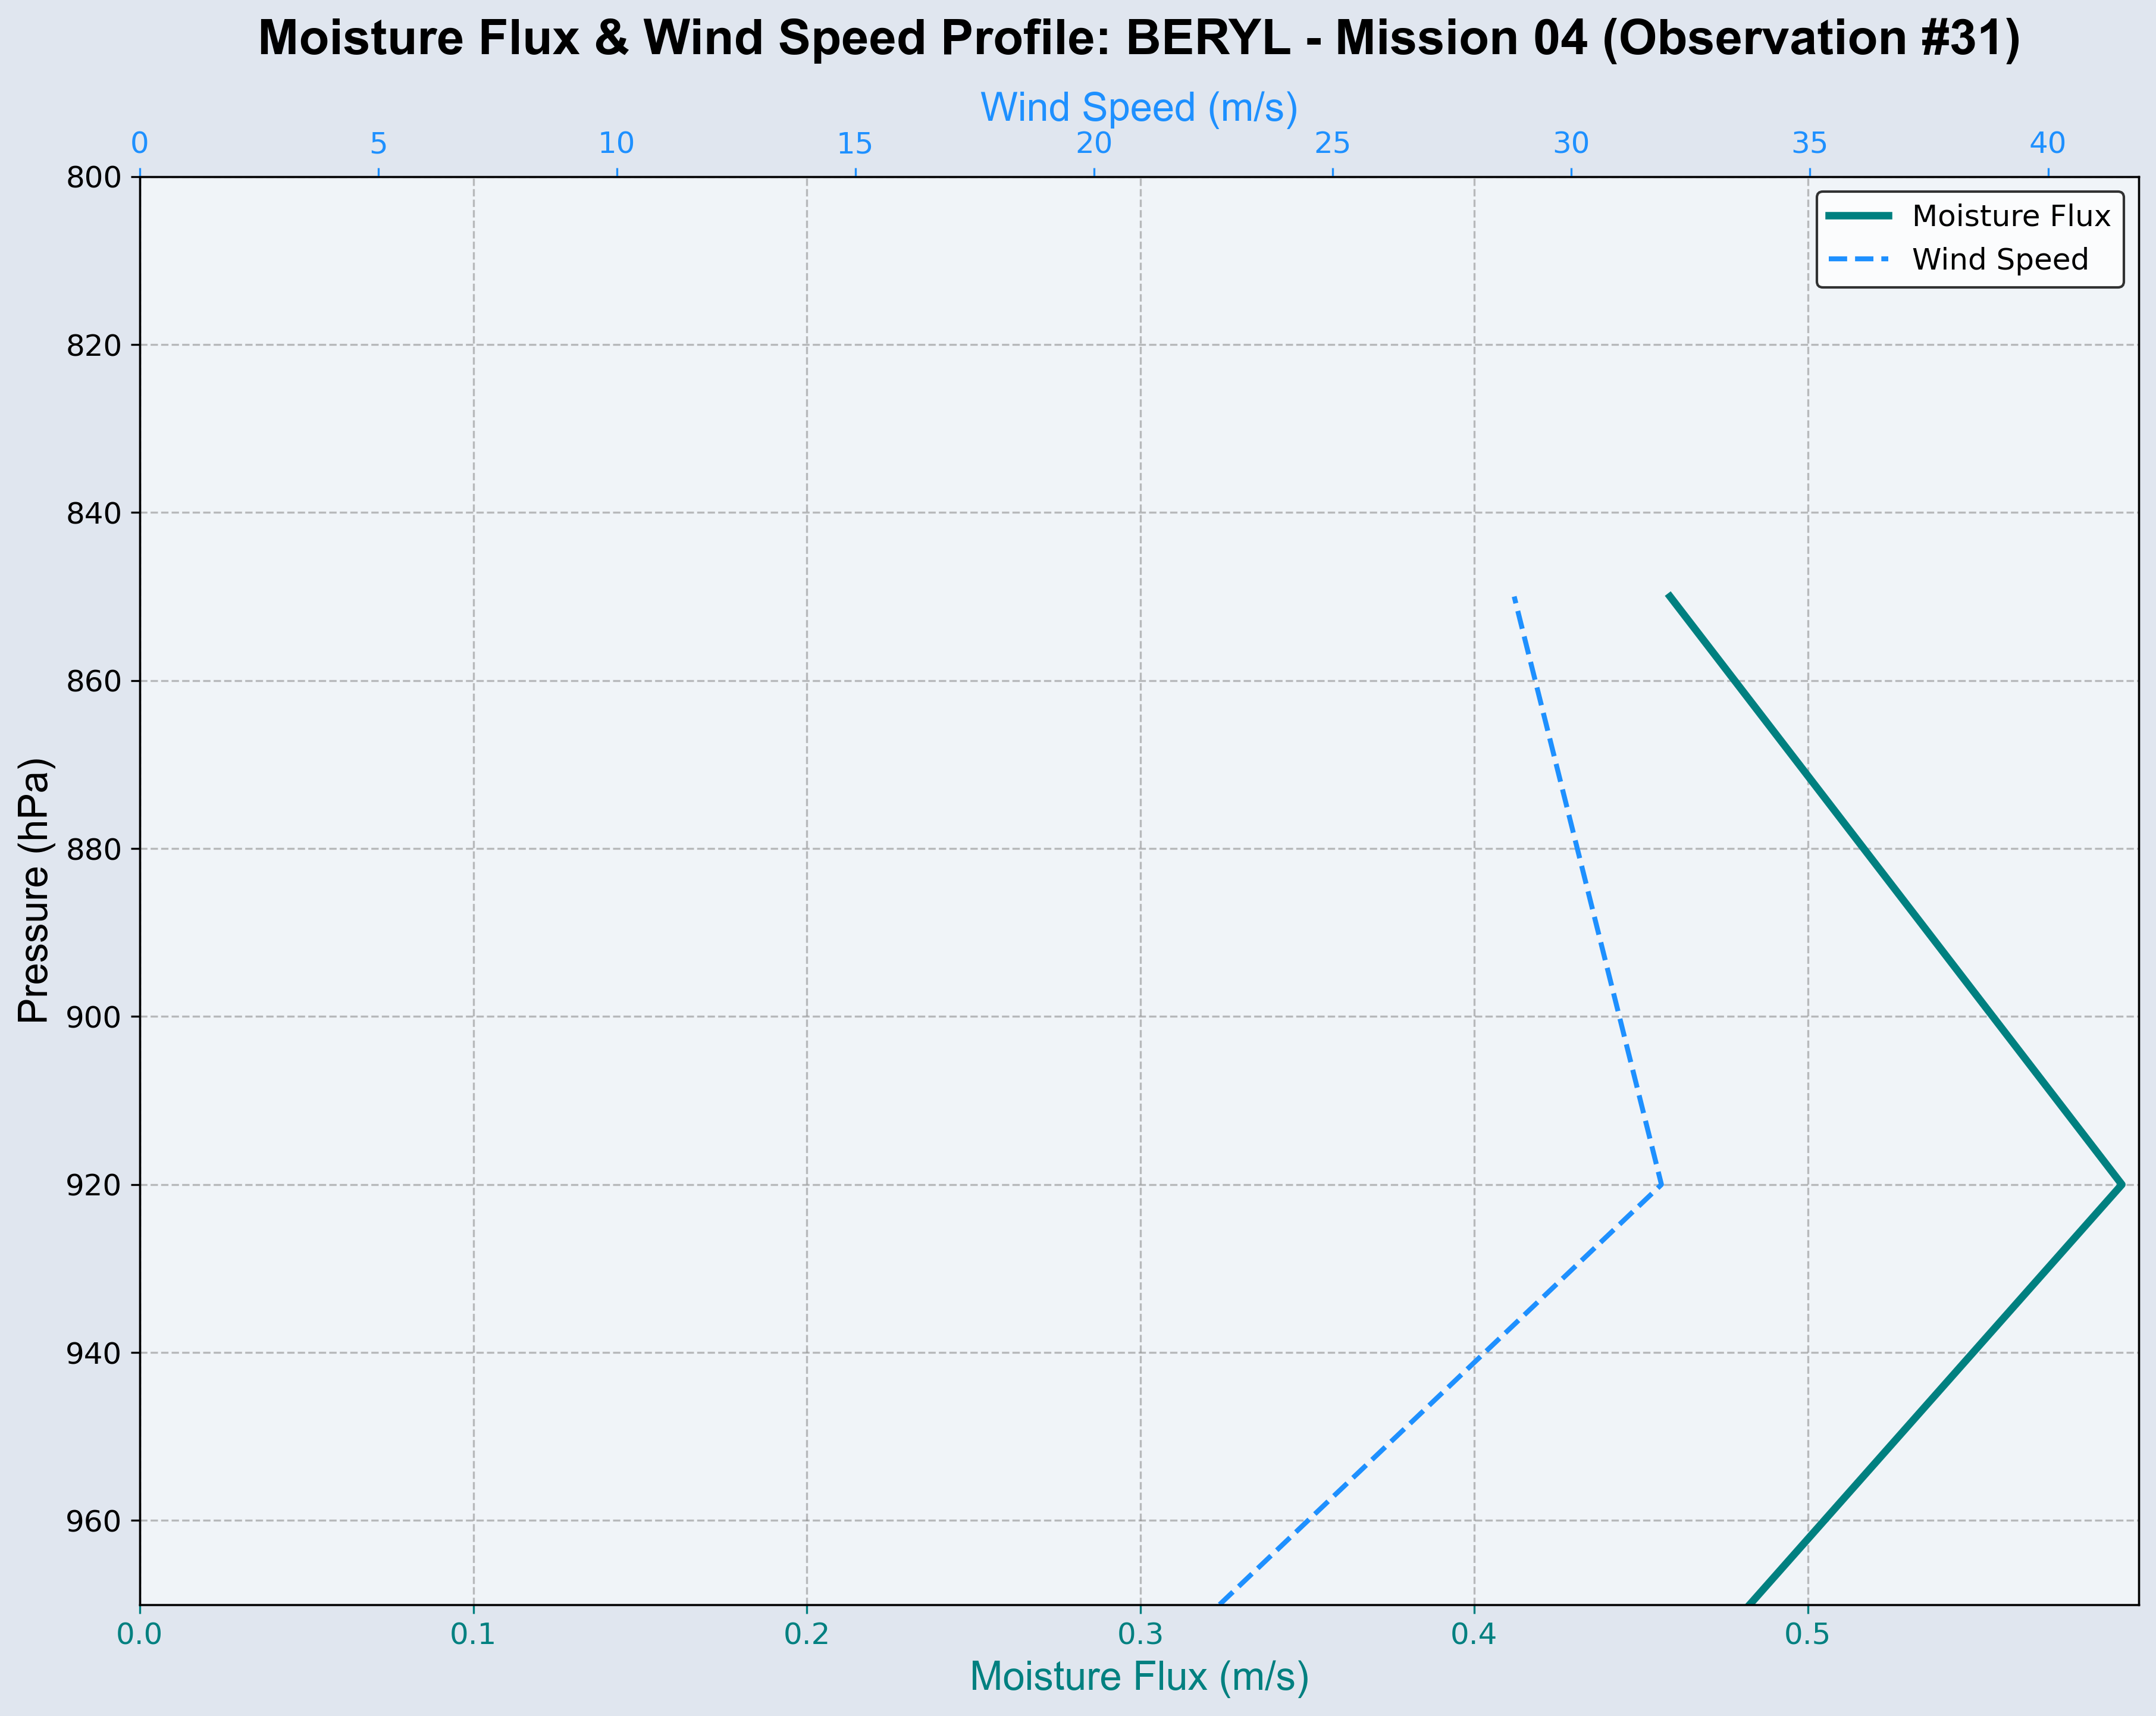 Moisture Flux & Wind Speed Profile: BERYL - Mission 04 (Observation #31)
Wind Speed (m/s)
0 5 10 15 20 25 30 35 40
Moisture Flux
Wind Speed
800
820
840
860
880
900
920
940
960
Pressure (hPa)
0.0 0.1 0.2 0.3 0.4 0.5
Moisture Flux (m/s)